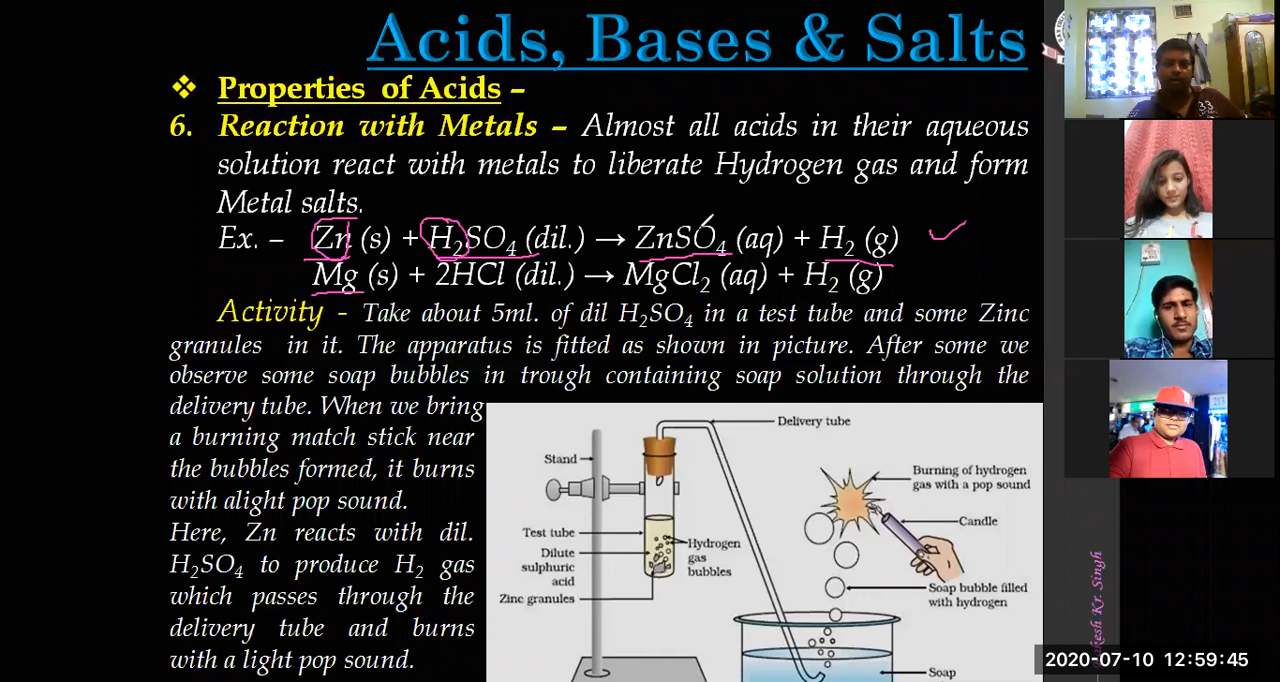 Acids, Bases & Salts
❖ Properties of Acids –
6. Reaction with Metals – Almost all acids in their aqueous
solution react with metals to liberate Hydrogen gas and form
Metal salts.
Ex. – Zn (s) + H₂SO₄ (dil.) → ZnSO₄ (aq) + H₂ (g)
Mg (s) + 2HCl (dil.) → MgCl₂ (aq) + H₂ (g)
Activity - Take about 5ml. of dil H₂SO₄ in a test tube and some Zinc
granules in it. The apparatus is fitted as shown in picture. After some we
observe some soap bubbles in trough containing soap solution through the
delivery tube. When we bring
a burning match stick near
the bubbles formed, it burns
with alight pop sound.
Here, Zn reacts with dil.
H₂SO₄ to produce H₂ gas
which passes through the
delivery tube and burns
with a light pop sound.
Delivery tube
Stand
Burning of hydrogen
gas with a pop sound
Candle
Test tube
Hydrogen
gas
bubbles
Dilute
sulphuric
acid
Zinc granules
Soap bubble filled
with hydrogen
Soap
kesh Kr. Singh
2020-07-10 12:59:45
33